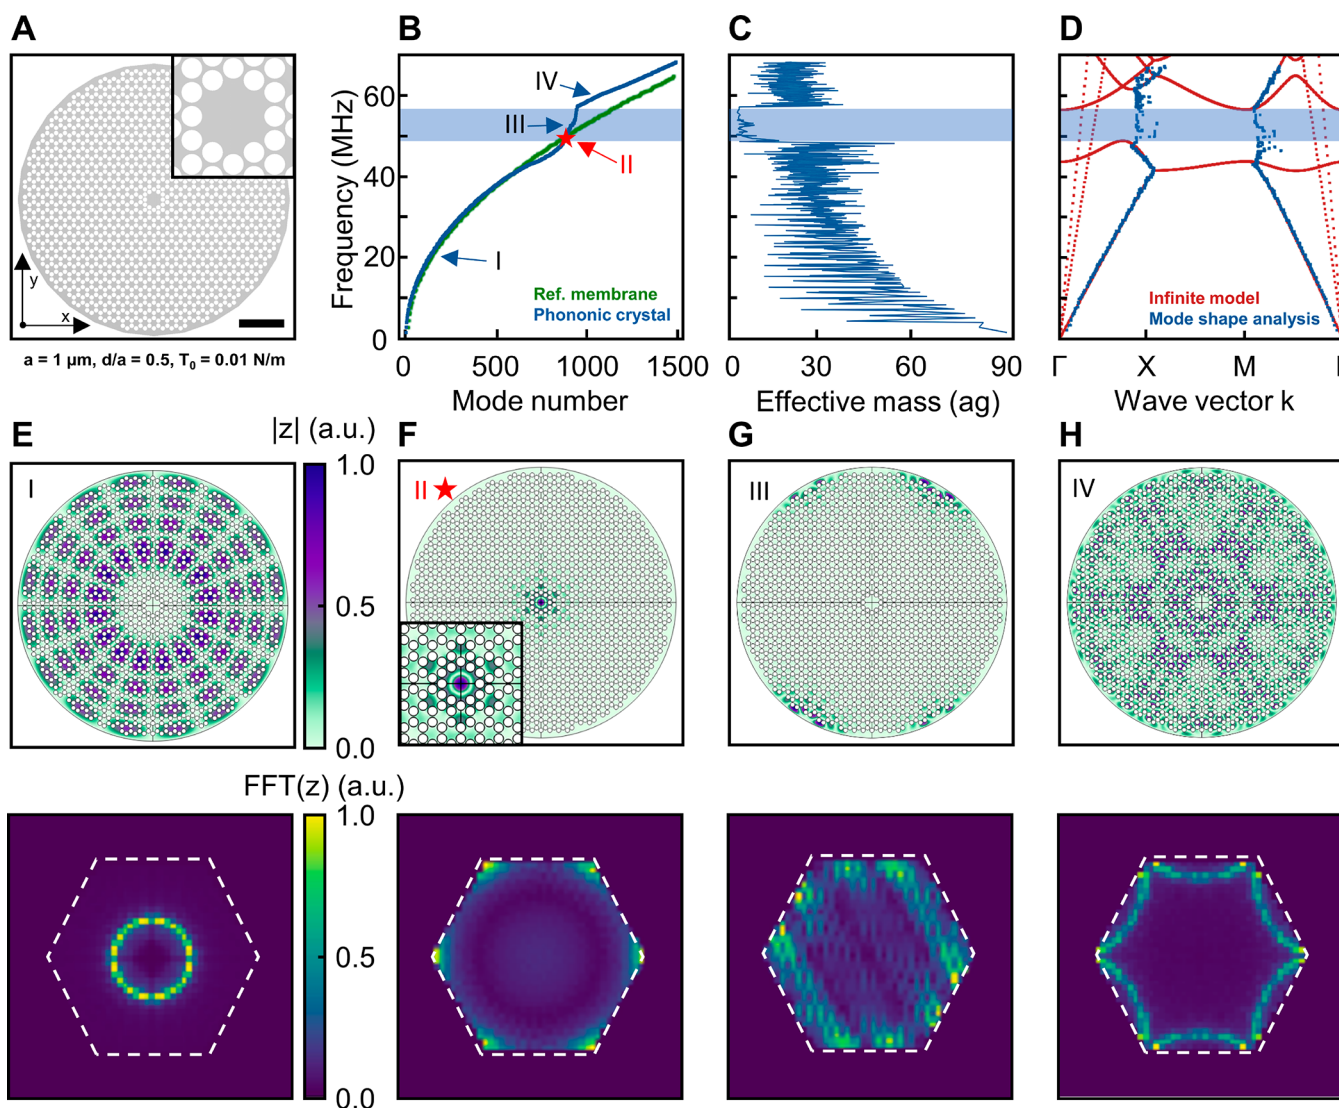 A
B
C
D
y
x
a = 1 µm, d/a = 0.5, T₀ = 0.01 N/m
Frequency (MHz)
60
40
20
0
IV
III
II
I
Ref. membrane
Phononic crystal
0
500
1000
1500
Mode number
0
30
60
90
Effective mass (ag)
Infinite model
Mode shape analysis
Γ
X
M
Wave vector k
E
|z| (a.u.)
F
G
H
I
1.0
0.5
0.0
II
III
IV
FFT(z) (a.u.)
1.0
0.5
0.0